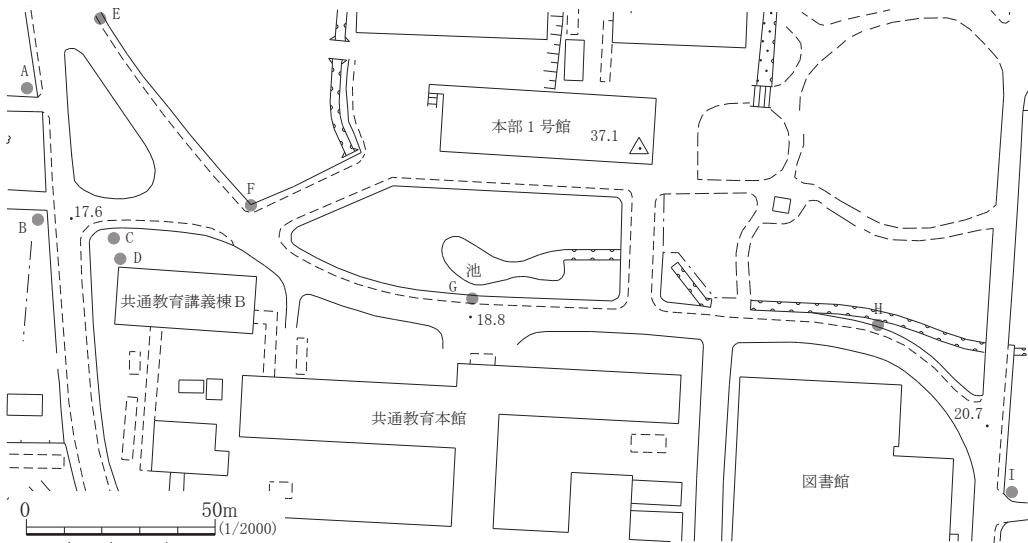 E
A
本部1号館
37.1
F
B
17.6
C
D
池
G
18.8
共通教育講義棟B
H
共通教育本館
20.7
図書館
I
0
50m
(1/2000)